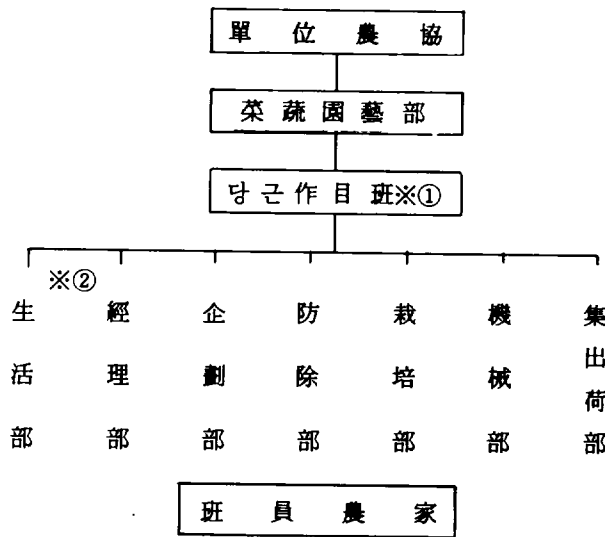 單位農協
菜蔬園藝部
당근作目班※①
※②
生活部
經理部
企劃部
防除部
栽培部
機械部
集出荷部
班員農家